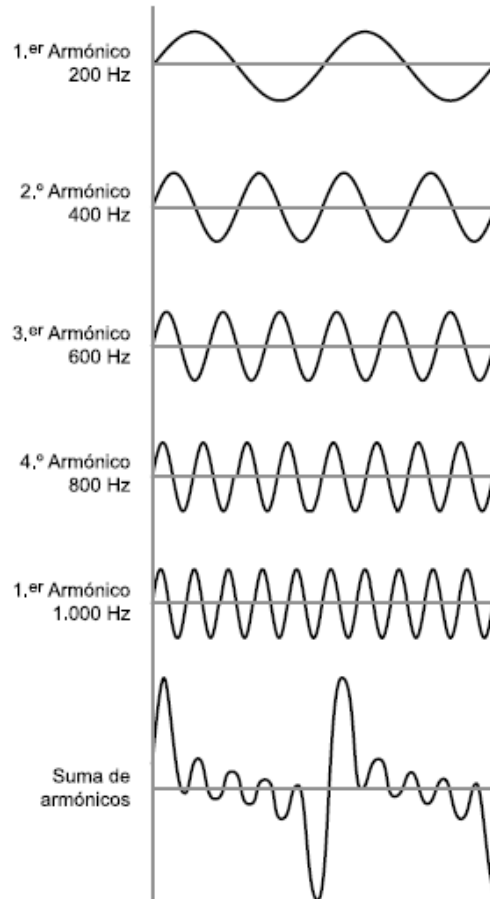 1.er Armónico
200 Hz
2.º Armónico
400 Hz
3.er Armónico
600 Hz
4.º Armónico
800 Hz
1.er Armónico
1.000 Hz
Suma de
armónicos